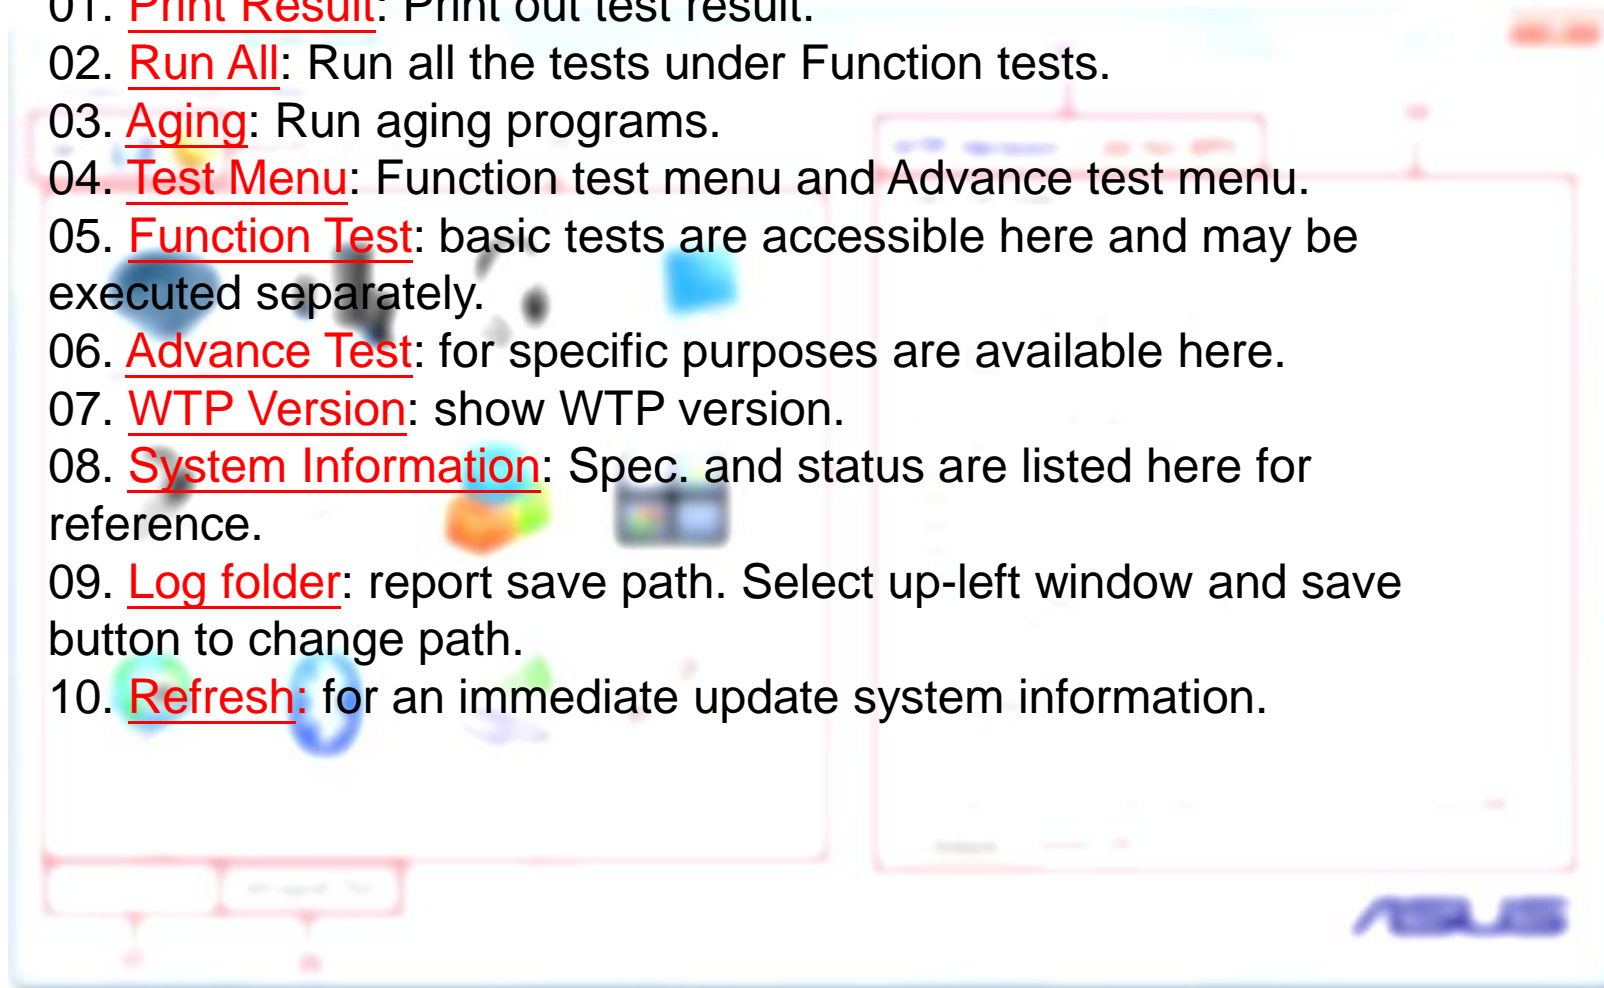 01. Print Result: Print out test result.
02. Run All: Run all the tests under Function tests.
03. Aging: Run aging programs.
04. Test Menu: Function test menu and Advance test menu.
05. Function Test: basic tests are accessible here and may be
executed separately.
06. Advance Test: for specific purposes are available here.
07. WTP Version: show WTP version.
08. System Information: Spec. and status are listed here for
reference.
09. Log folder: report save path. Select up-left window and save
button to change path.
10. Refresh: for an immediate update system information.
ASUS